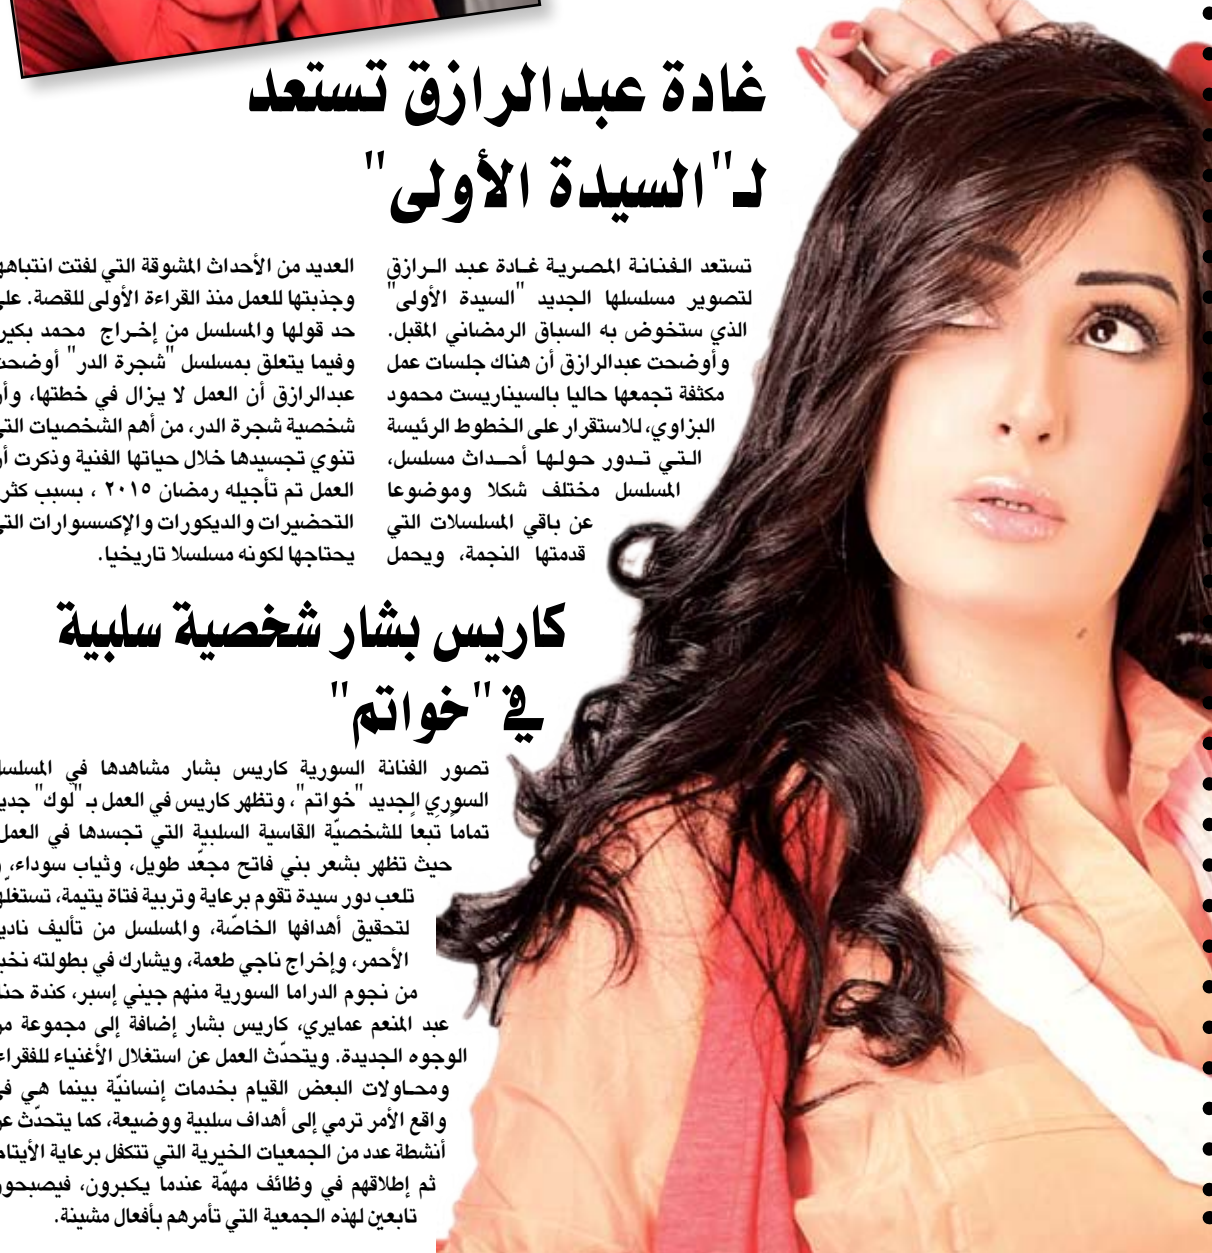 غادة عبدالرازق تستعد
لـ"السيدة الأولى"
تستعد الفنانة المصرية غادة عبد الرازق
لتصوير مسلسلها الجديد "السيدة الأولى"
الذي ستخوض به السباق الرمضاني المقبل.
وأوضحت عبدالرازق أن هناك جلسات عمل
مكثفة تجمعها حاليا بالسيناريست محمود
البزاوي، للاستقرار على الخطوط الرئيسة
التي تدور حولها أحداث مسلسل،
المسلسل مختلف شكلا وموضوعا
عن باقي المسلسلات التي
قدمتها النجمة، ويحمل
العديد من الأحداث المشوقة التي لفتت
وجذبتها للعمل منذ القراءة الأولى للقصة. على
حد قولها والمسلسل من إخراج محمد بكير
وفيما يتعلق بمسلسل "شجرة الدر" أوضحت
عبدالرازق أن العمل لا يزال في خطتها،
شخصية شجرة الدر، من أهم الشخصيات التي
تنوي تجسيدها خلال حياتها الفنية وذكرت
العمل تم تأجيله رمضان ٢٠١٥ ، بسبب
التحضيرات والديكورات والإكسسوارات التي
يحتاجها لكونه مسلسلا تاريخيا.
كاريس بشار شخصية سلبية
في "خواتم"
تصور الفنانة السورية كاريس بشار مشاهدها في المسلسل
السوري الجديد "خواتم"، وتظهر كاريس في العمل بـ"لوك"
تماماً تبعاً للشخصيّة القاسية السلبية التي تجسدها في العمل
حيث تظهر بشعر بني فاتح مجعّد طويل، وثياب سوداء،
تلعب دور سيدة تقوم برعاية وتربية فتاة يتيمة،
لتحقيق أهدافها الخاصّة، والمسلسل من تأليف
الأحمر، وإخراج ناجي طعمة، ويشارك في بطولته
من نجوم الدراما السورية منهم جيني إسبر، كندة
عبد المنعم عمايري، كاريس بشار إضافة إلى مجموعة من
الوجوه الجديدة. ويتحدّث العمل عن استغلال الأغنياء للفقراء
ومحاولات البعض القيام بخدمات إنسانيّة بينما هي في
واقع الأمر ترمي إلى أهداف سلبية ووضيعة، كما يتحدّث عن
أنشطة عدد من الجمعيات الخيرية التي تتكفل برعاية
ثم إطلاقهم في وظائف مهمّة عندما يكبرون،
تابعين لهذه الجمعية التي تأمرهم بأفعال مشينة.